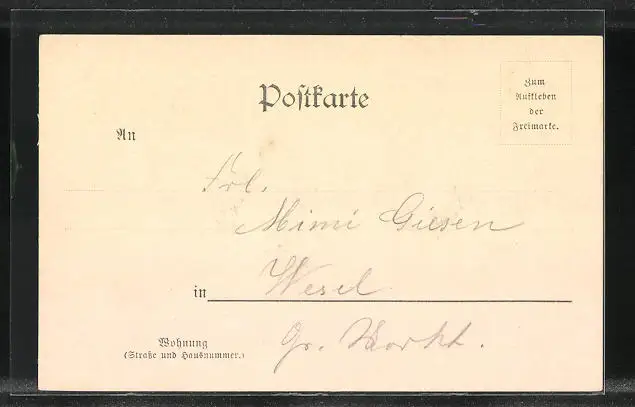 Postkarte
Zum
Aufkleben
der
Freimarke.
An
Frl.
Mimi Giesen
in Wesel
Wohnung
(Straße und Hausnummer.)
Gr. Markt.